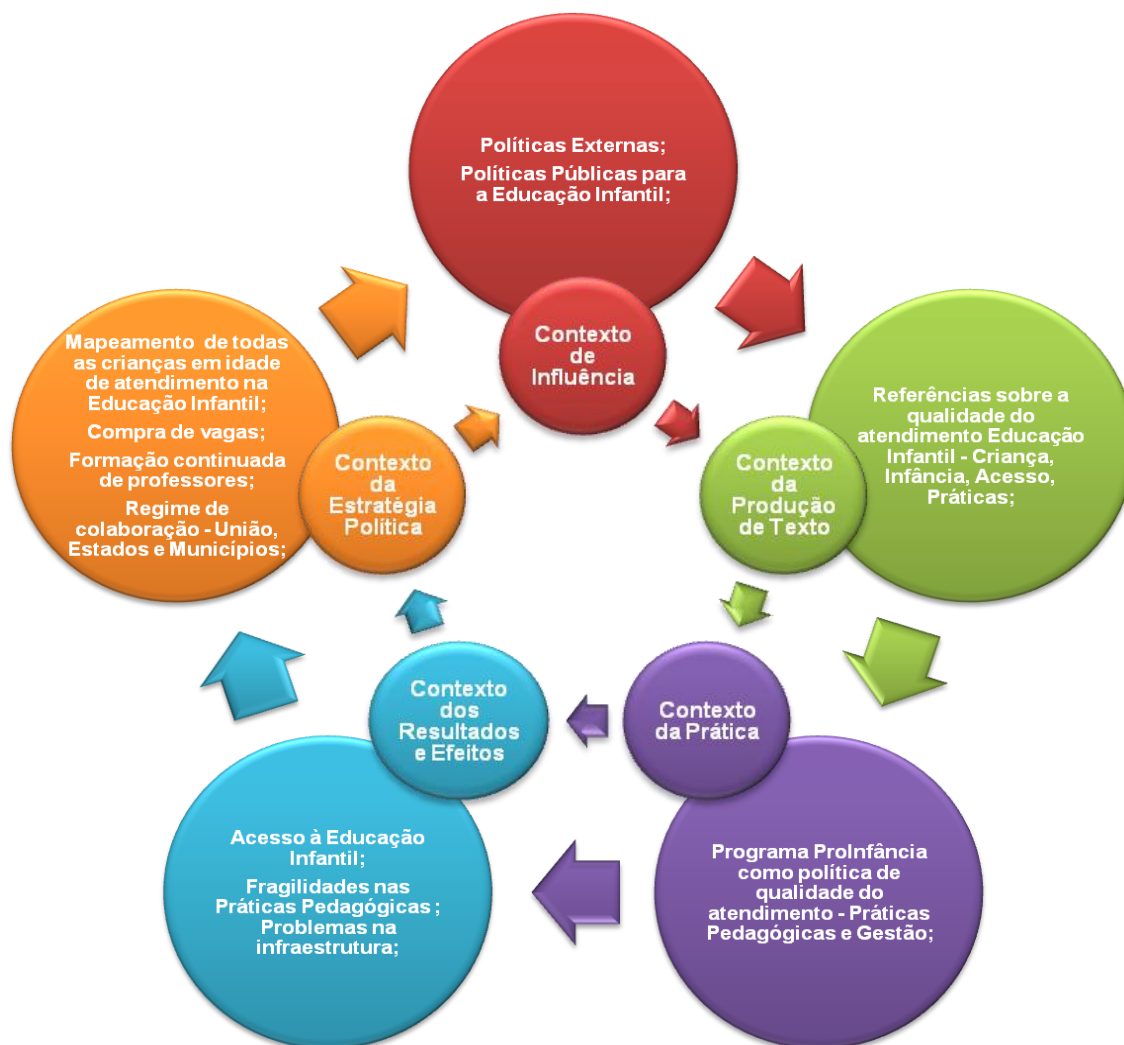 Políticas Externas;
Políticas Públicas para
a Educação Infantil;
Contexto
de
Influência
Referências sobre a
qualidade do
atendimento Educação
Infantil - Criança,
Infância, Acesso,
Práticas;
Contexto
da
Produção
de Texto
Programa ProInfância
como política de
qualidade do
atendimento - Práticas
Pedagógicas e Gestão;
Contexto
da Prática
Acesso à Educação
Infantil;
Fragilidades nas
Práticas Pedagógicas ;
Problemas na
infraestrutura;
Contexto
dos
Resultados
e Efeitos
Mapeamento de todas
as crianças em idade
de atendimento na
Educação Infantil;
Compra de vagas;
Formação continuada
de professores;
Regime de
colaboração - União,
Estados e Municípios;
Contexto
da
Estratégia
Política